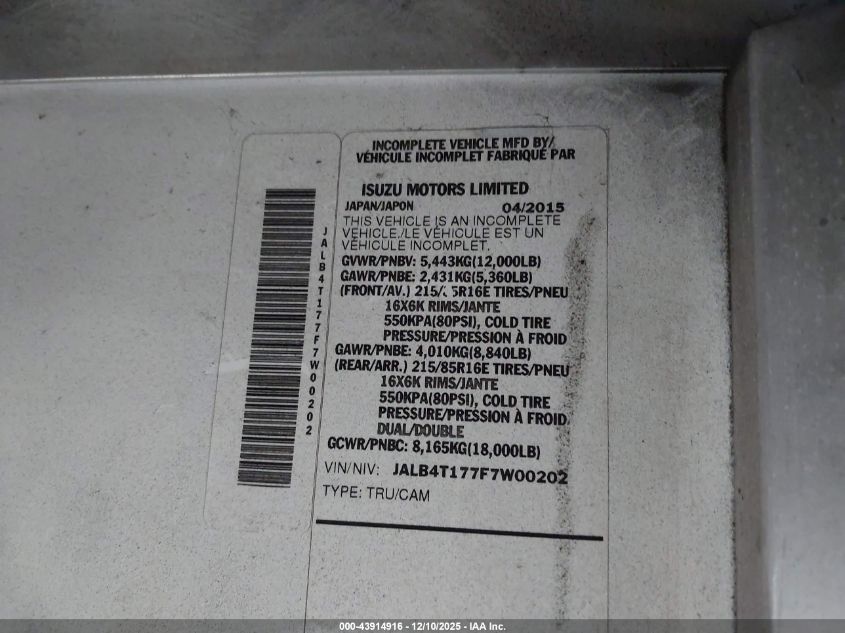 INCOMPLETE VEHICLE MFD BY/
VÉHICULE INCOMPLET FABRIQUÉ PAR
ISUZU MOTORS LIMITED
JAPAN/JAPON 04/2015
THIS VEHICLE IS AN INCOMPLETE
VEHICLE./LE VÉHICULE EST UN
VÉHICULE INCOMPLET.
GVWR/PNBV: 5,443KG(12,000LB)
GAWR/PNBE: 2,431KG(5,360LB)
(FRONT/AV.) TIRES/PNEU
16X6K RIMS/JANTE
550KPA(80PSI), COLD TIRE
PRESSURE/PRESSION À FROID
GAWR/PNBE: 4,010KG(8,840LB)
(REAR/ARR.) 215/85R16E TIRES/PNEU
16X6K RIMS/JANTE
550KPA(80PSI), COLD TIRE
PRESSURE/PRESSION À FROID
DUAL/DOUBLE
GCWR/PNBC: 8,165KG(18,000LB)
VIN/NIV: JALB4T177F7W00202
TYPE: TRU/CAM
JALB4T177F7W00202
000-43914916 - 12/10/2025 - IAA Inc.